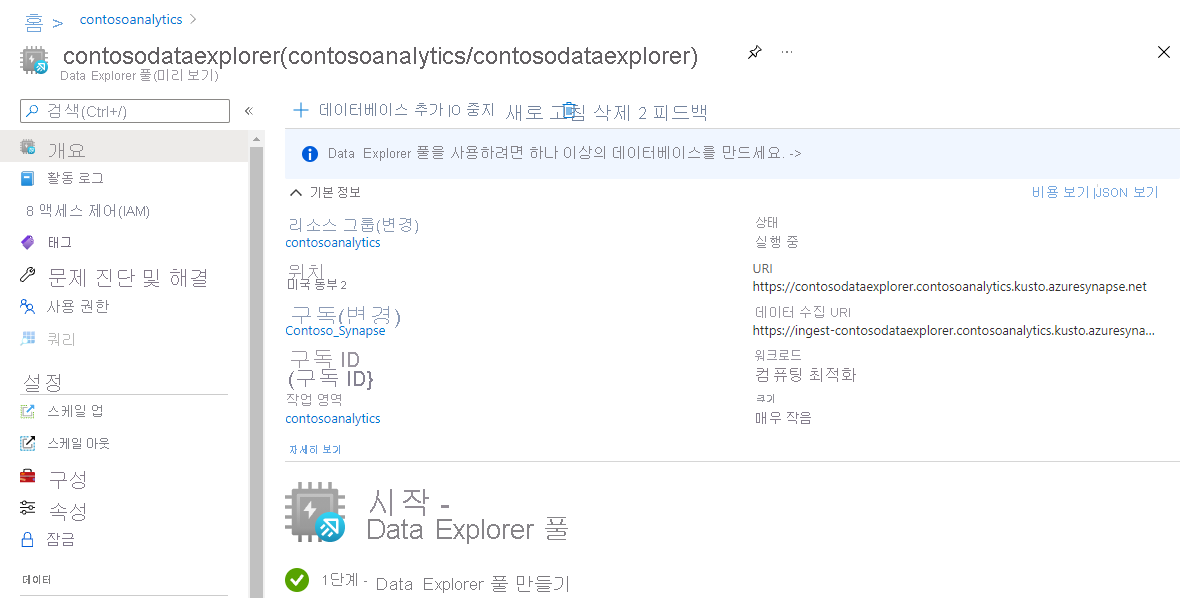 홈 > contosoanalytics >
contosodataexplorer(contosoanalytics/contosodataexplorer)
Data Explorer 풀(미리 보기)
검색(Ctrl+/)
개요
활동 로그
8 액세스 제어(IAM)
태그
문제 진단 및 해결
사용 권한
쿼리
설정
스케일 업
스케일 아웃
구성
속성
잠금
데이터
데이터베이스 추가 IO 중지 새로 고침 삭제 2 피드백
Data Explorer 풀을 사용하려면 하나 이상의 데이터베이스를 만드세요. ->
기본 정보
비용 보기 |JSON 보기
리소스 그룹(변경)
contosoanalytics
위치
미국 동부 2
구독(변경)
Contoso_Synapse
구독 ID
(구독 ID}
작업 영역
contosoanalytics
상태
실행 중
URI
https://contosodataexplorer.contosoanalytics.kusto.azuresynapse.net
데이터 수집 URI
https://ingest-contosodataexplorer.contosoanalytics.kusto.azuresyna...
워크로드
컴퓨팅 최적화
크기
매우 작음
자세히 보기
시작 -
Data Explorer 풀
1단계 - Data Explorer 풀 만들기